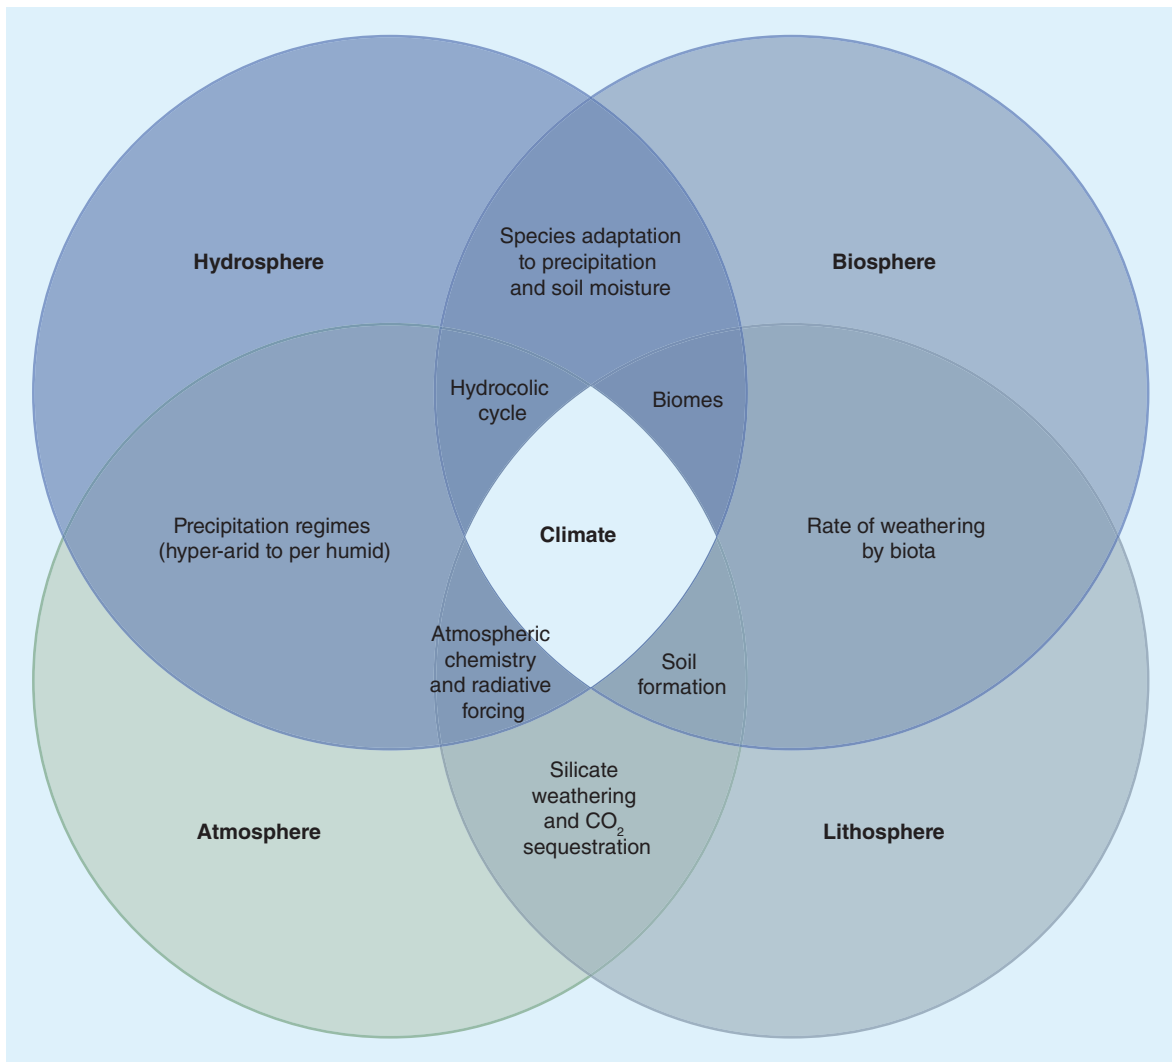 Hydrosphere
Species adaptation
to precipitation
and soil moisture
Biosphere
Hydrocolic
cycle
Biomes
Precipitation regimes
(hyper-arid to per humid)
Climate
Rate of weathering
by biota
Atmospheric
chemistry
and radiative
forcing
Soil
formation
Atmosphere
Silicate
weathering
and CO₂
sequestration
Lithosphere